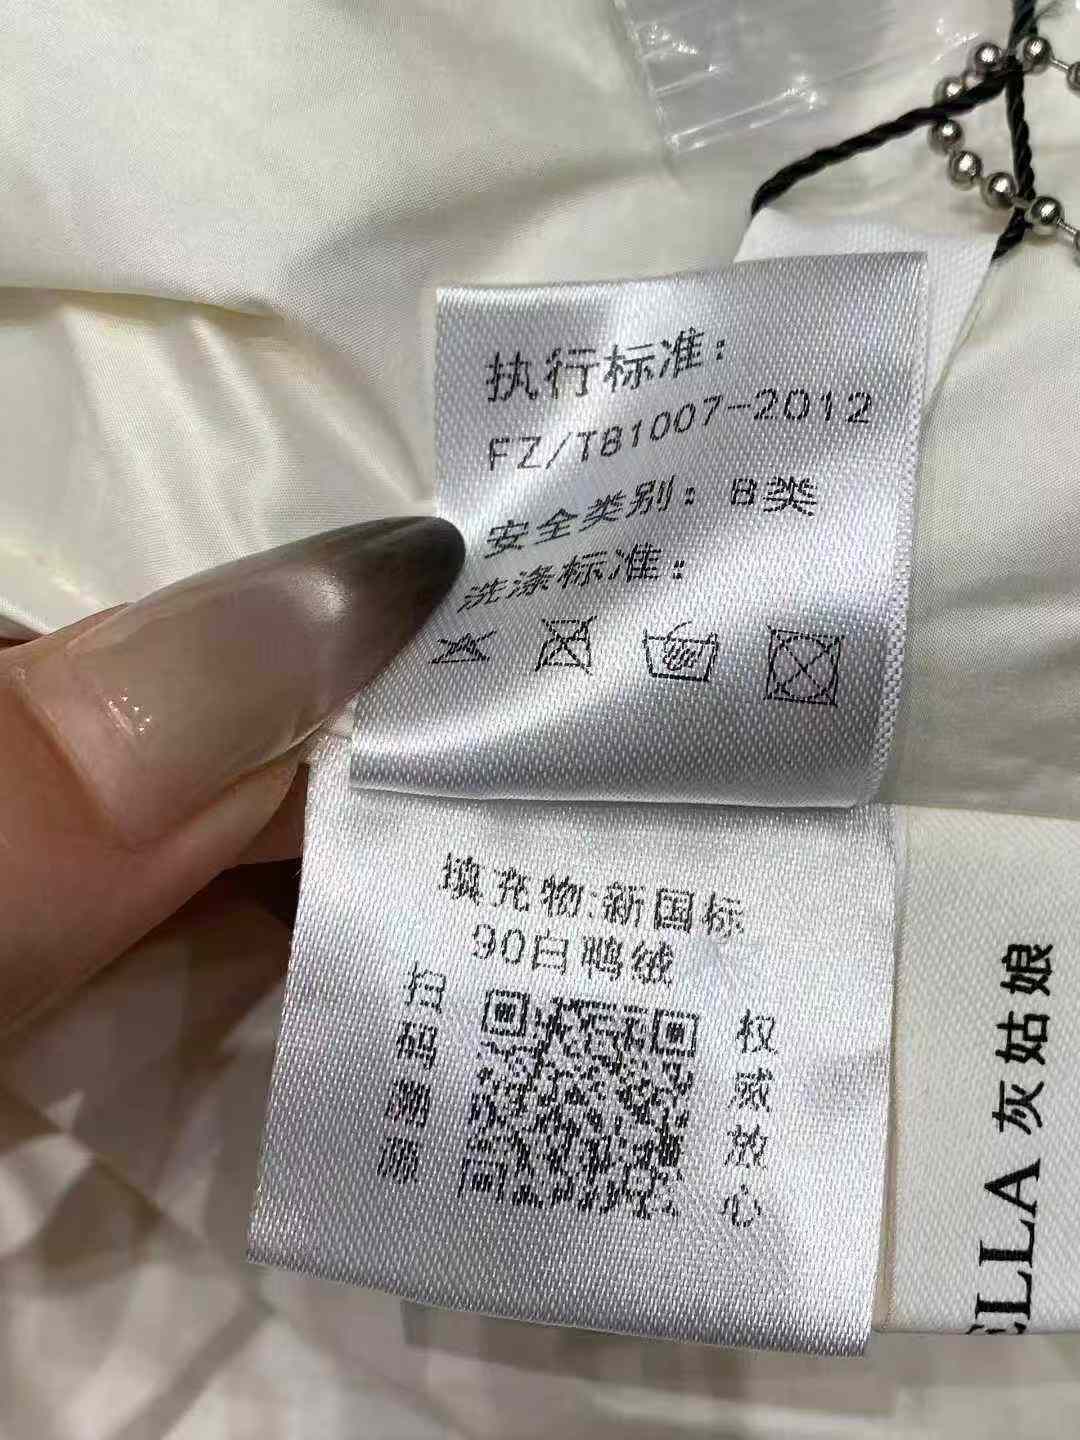 执行标准：
FZ/T81007-2012
安全类别：B类
洗涤标准：
填充物:新国标
90白鸭绒
扫码溯源
权威放心
ELLA 灰姑娘